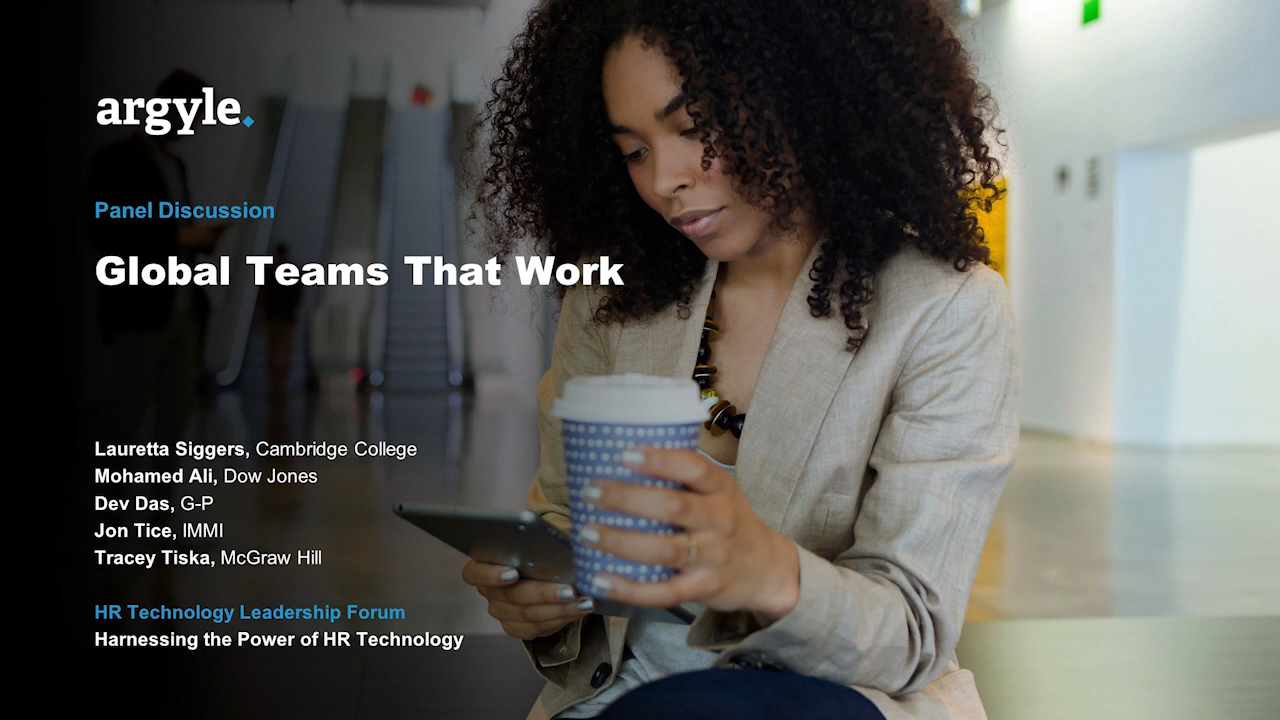 argyle.
Panel Discussion
Global Teams That Work
Lauretta Siggers, Cambridge College
Mohamed Ali, Dow Jones
Dev Das, G-P
Jon Tice, IMMI
Tracey Tiska, McGraw Hill
HR Technology Leadership Forum
Harnessing the Power of HR Technology